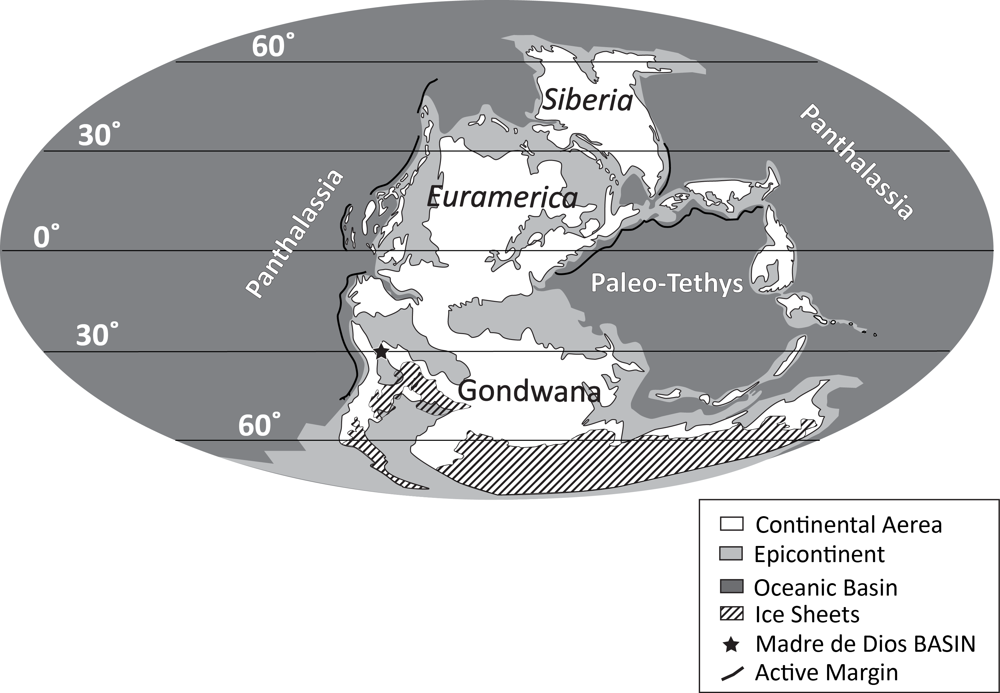 60°
Siberia
30°
Panthalassia
Panthalassia
Euramerica
0°
Paleo-Tethys
30°
Gondwana
60°
Continental Aerea
Epicontinent
Oceanic Basin
Ice Sheets
Madre de Dios BASIN
Active Margin